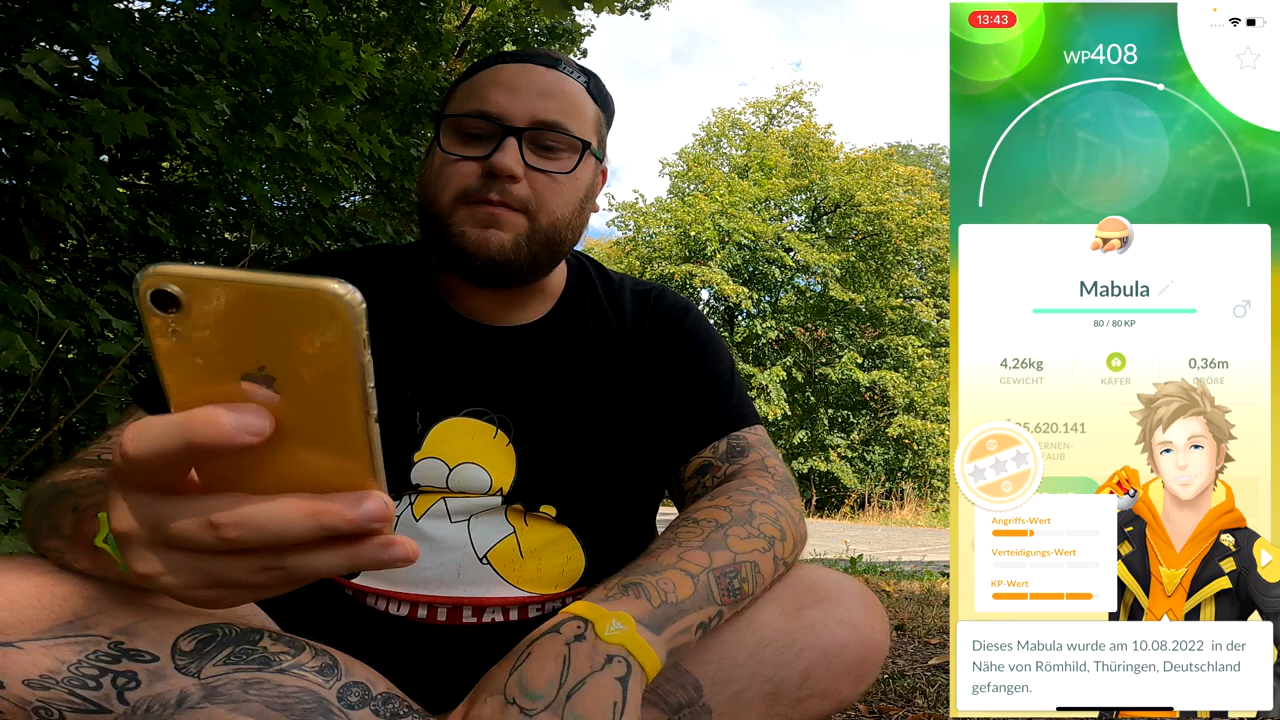 13:43
WP408
Mabula
80 / 80 KP
4,26kg
GEWICHT
KÄFER
0,36m
GRÖßE
Angriffs-Wert
Verteidigungs-Wert
KP-Wert
Dieses Mabula wurde am 10.08.2022 in der
Nähe von Römhild, Thüringen, Deutschland
gefangen.